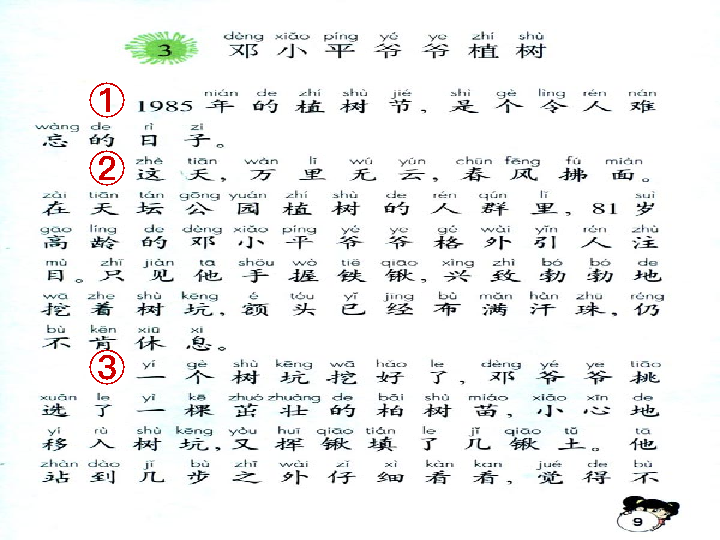 dèng xiǎo píng yé ye zhí shù
3 邓小平爷爷植树
nián de zhí shù jié shì gè lìng rén nán
① 1985年的植树节，是个令人难
wàng de rì zi
忘的日子。
zhè tiān wàn lǐ wú yún chūn fēng fú miàn
② 这天，万里无云，春风拂面。
zài tiān tán gōng yuán zhí shù de rén qún lǐ suì
在天坛公园植树的人群里，81岁
gāo líng de dèng xiǎo píng yé ye gé wài yǐn rén zhù
高龄的邓小平爷爷格外引人注
mù zhǐ jiàn tā shǒu wò tiě qiāo xìng zhì bó bó de
目。只见他手握铁锹，兴致勃勃地
wā zhe shù kēng é tóu yǐ jīng bù mǎn hàn zhū réng
挖着树坑，额头已经布满汗珠，仍
bù kěn xiū xi
不肯休息。
yí gè shù kēng wā hǎo le dèng yé ye tiāo
③ 一个树坑挖好了，邓爷爷挑
xuǎn le yì kē zhuó zhuàng de bǎi shù miáo xiǎo xīn de
选了一棵茁壮的柏树苗，小心地
yí rù shù kēng yòu huī qiāo tián le jǐ qiāo tǔ tā
移入树坑，又挥锹填了几锹土。他
zhàn dào jǐ bù zhī wài zǐ xì kàn kan jué de bù
站到几步之外仔细看看，觉得不
9